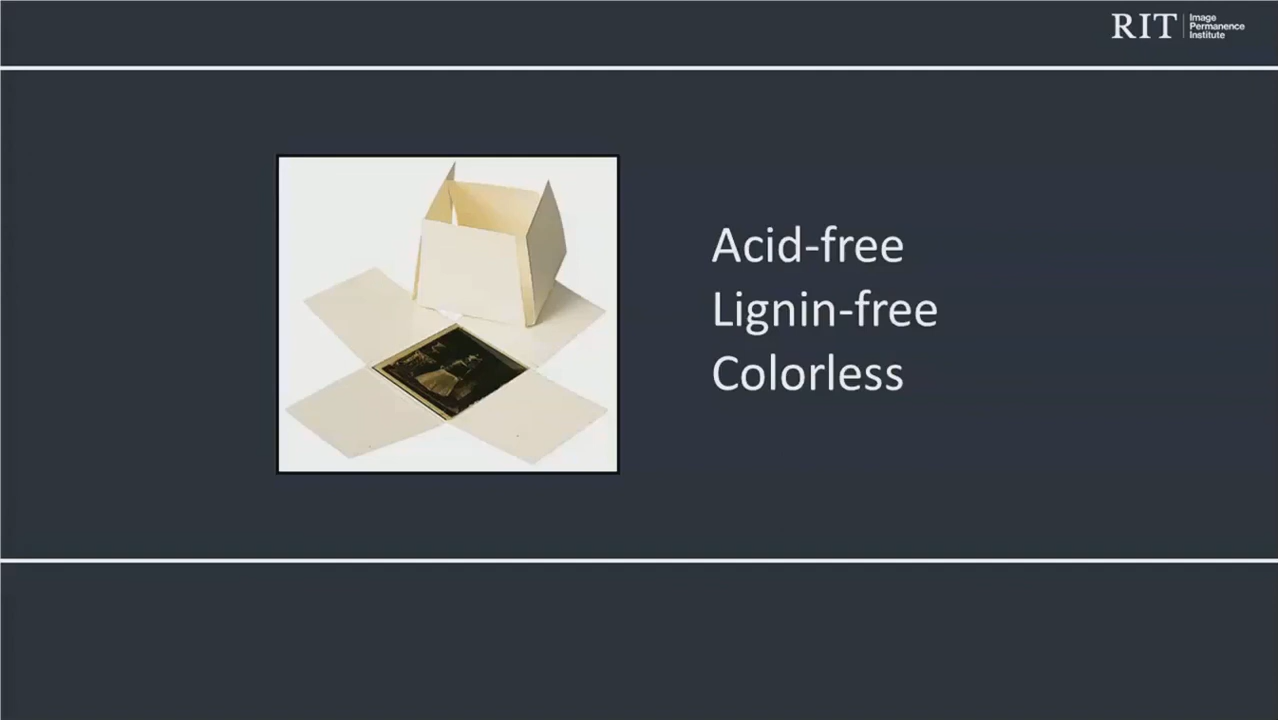 RIT
Image
Permanence
Institute
Acid-free
Lignin-free
Colorless